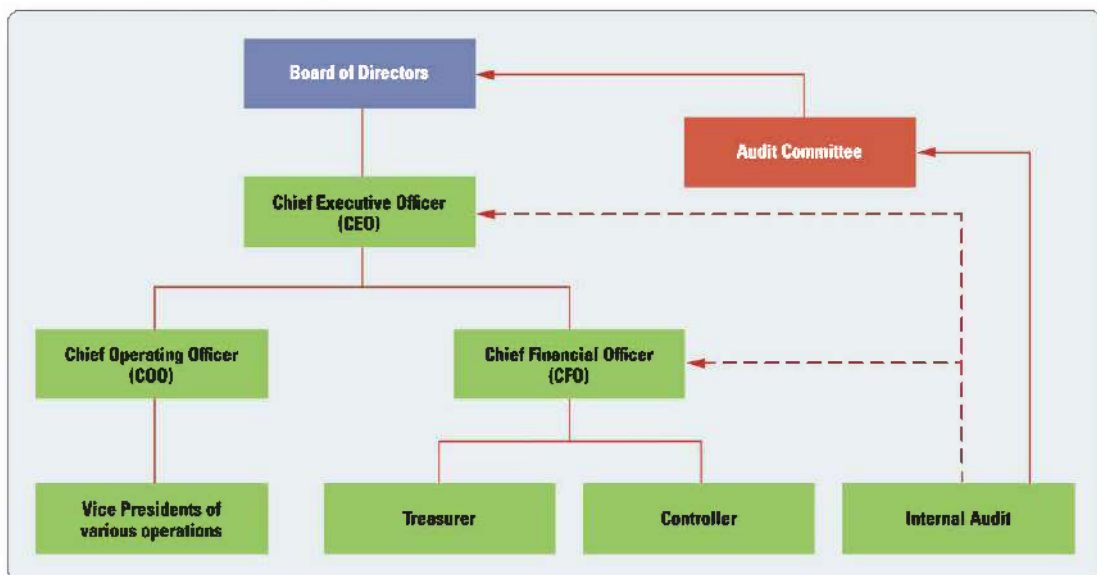 Board of Directors
Audit Committee
Chief Executive Officer
(CEO)
Chief Operating Officer
(COO)
Chief Financial Officer
(CFO)
Vice Presidents of
various operations
Treasurer
Controller
Internal Audit